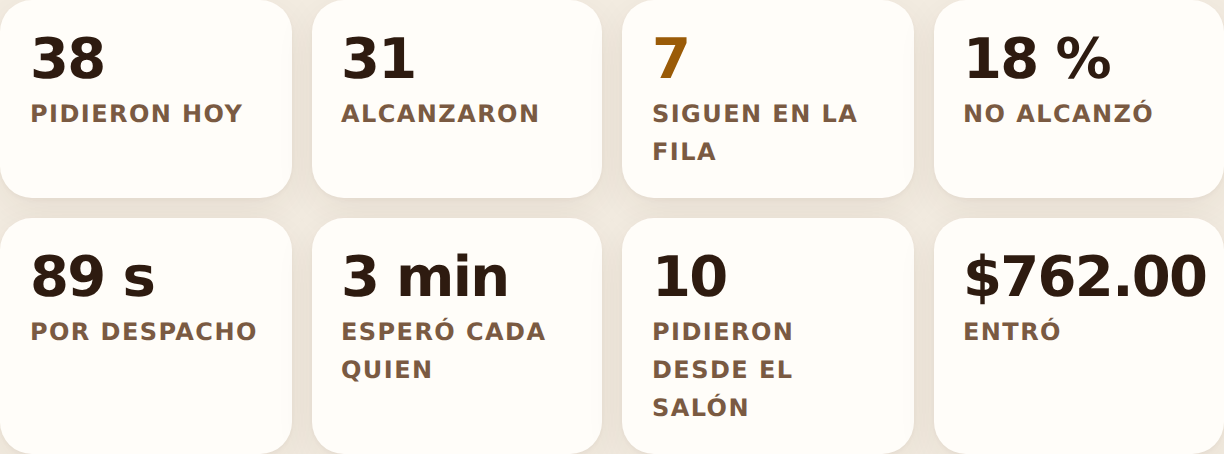 38
PIDIERON HOY
31
ALCANZARON
7
SIGUEN EN LA
FILA
18 %
NO ALCANZÓ
89 s
POR DESPACHO
3 min
ESPERÓ CADA
QUIEN
10
PIDIERON
DESDE EL
SALÓN
$762.00
ENTRÓ